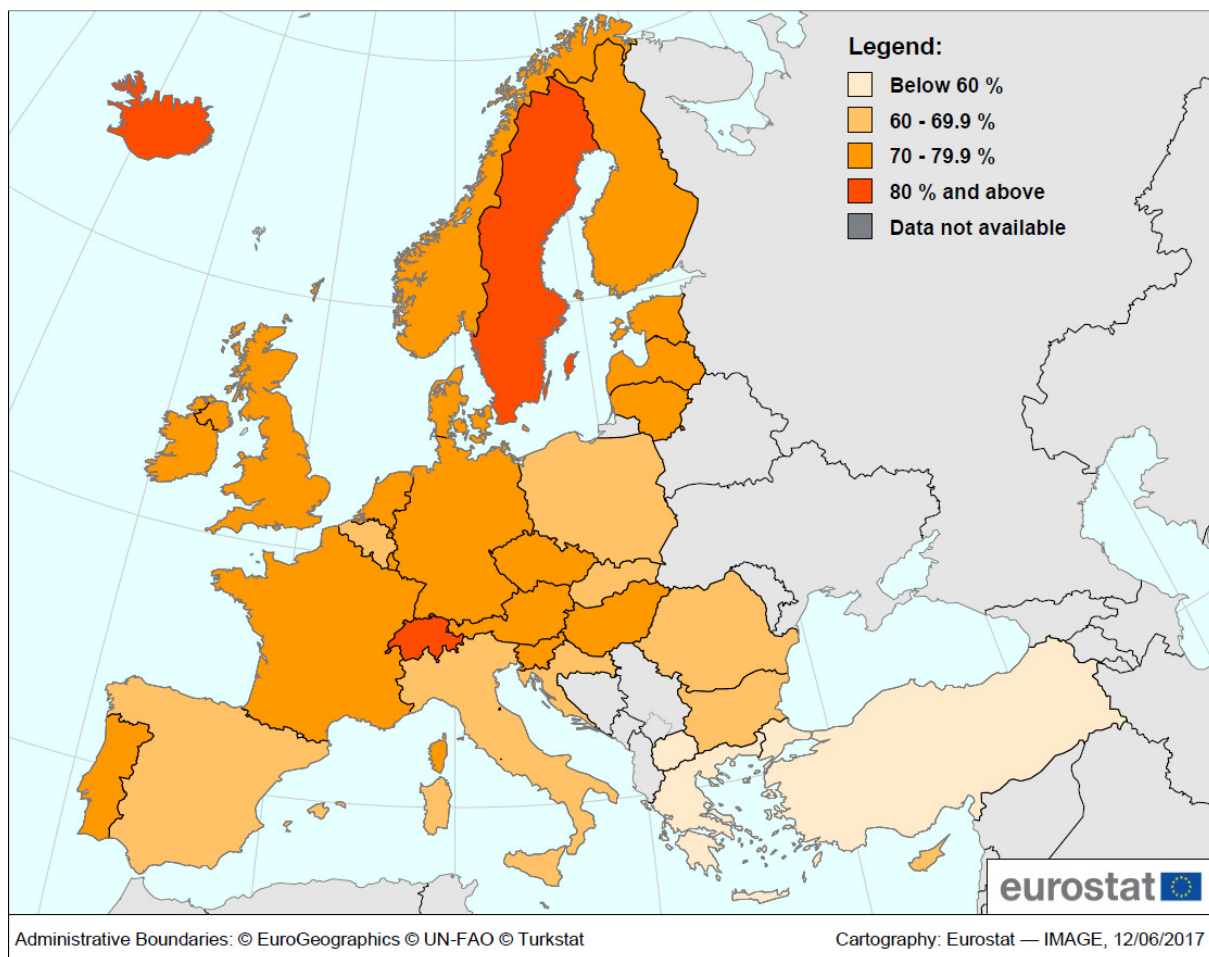 Legend:
Below 60 %
60 - 69.9 %
70 - 79.9 %
80 % and above
Data not available
eurostat
Administrative Boundaries: © EuroGeographics © UN-FAO © Turkstat
Cartography: Eurostat — IMAGE, 12/06/2017